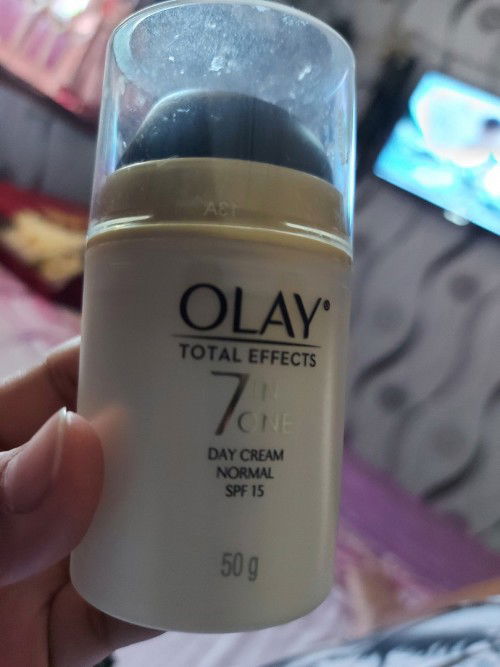 OLAY®
TOTAL EFFECTS
7 IN
ONE
DAY CREAM
NORMAL
SPF 15
50 g